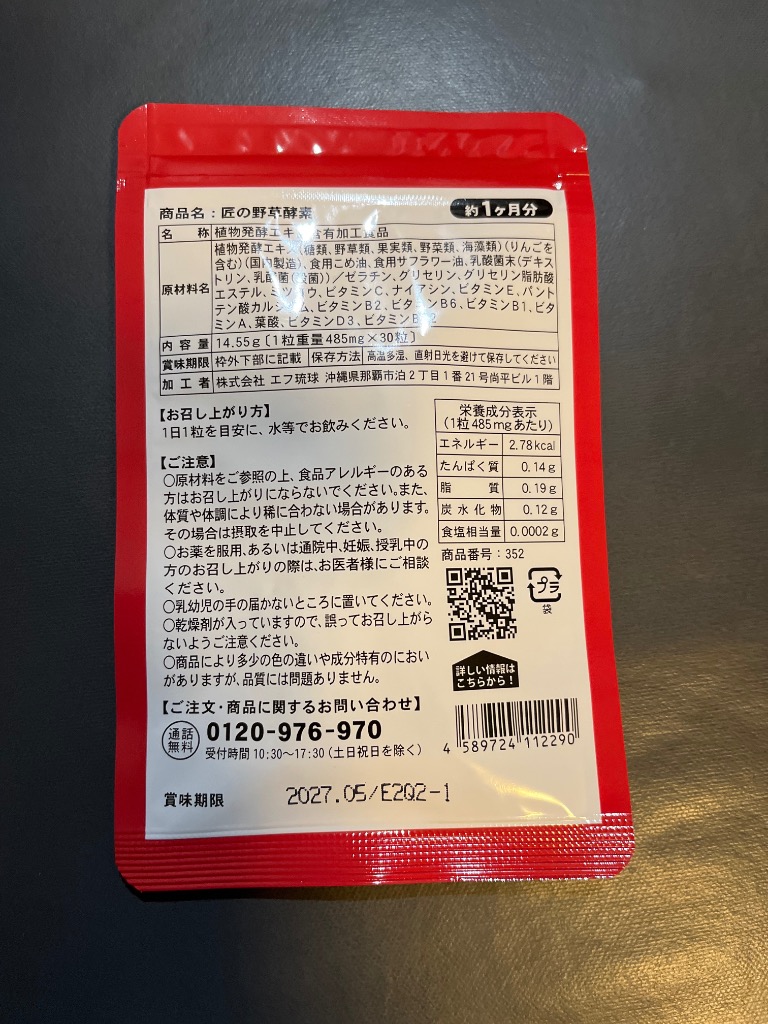 商品名：匠の野草酵素
約1ヶ月分
名 称 植物発酵エキ 含有加工食品
原材料名
植物発酵エキス(糖類、野草類、果実類、野菜類、海藻類)(りんごを
含む)(国内製造)、食用こめ油、食用サフラワー油、乳酸菌末(デキス
トリン、乳酸菌(殺菌))／ゼラチン、グリセリン、グリセリン脂肪酸
エステル、ミツロウ、ビタミンC、ナイアシン、ビタミンE、パント
テン酸カルシウム、ビタミンB2、ビタミンB6、ビタミンB1、ビタ
ミンA、葉酸、ビタミンD3、ビタミンB12
内容量 14.55g〔1粒重量485mg×30粒〕
賞味期限 枠外下部に記載 保存方法 高温多湿、直射日光を避けて保存してください
加工者 株式会社 エフ琉球 沖縄県那覇市泊2丁目1番21号尚平ビル1階
【お召し上がり方】
1日1粒を目安に、水等でお飲みください。
【ご注意】
○原材料をご参照の上、食品アレルギーのある
方はお召し上がりにならないでください。また、
体質や体調により稀に合わない場合があります。
その場合は摂取を中止してください。
○お薬を服用、あるいは通院中、妊娠、授乳中の
方のお召し上がりの際は、お医者様にご相談
ください。
○乳幼児の手の届かないところに置いてください。
○乾燥剤が入っていますので、誤ってお召し上がら
ないようご注意ください。
○商品により多少の色の違いや成分特有のにおい
がありますが、品質には問題ありません。
栄養成分表示
(1粒485mgあたり)
エネルギー 2.78kcal
たんぱく質 0.14g
脂質 0.19g
炭水化物 0.12g
食塩相当量 0.0002g
商品番号：352
プラ
袋
詳しい情報は
こちらから！
【ご注文・商品に関するお問い合わせ】
通話
無料
0120-976-970
受付時間 10:30〜17:30(土日祝日を除く)
4 589724 112290
賞味期限 2027.05/E2Q2-1